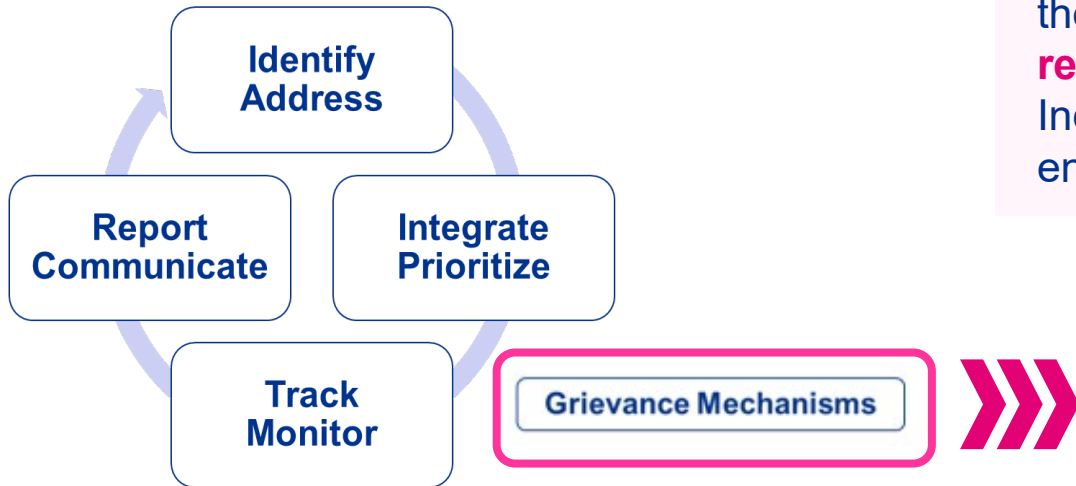 Identify
Address
Report
Communicate
Integrate
Prioritize
Track
Monitor
Grievance Mechanisms